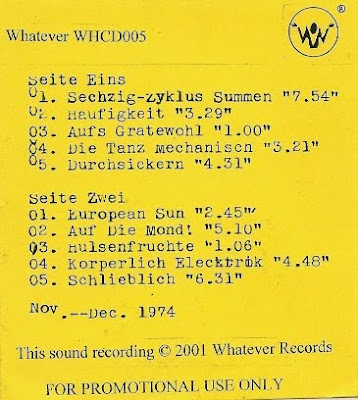 ®
Whatever WHCD005
W
Seite Eins
01. Sechzig-Zyklus Summen "7.54"
02. Haufigkeit "3.29"
03. Aufs Gratewohl "1.00"
04. Die Tanz Mechanisch "3.21"
05. Durchsickern "4.31"
Seite Zwei
01. European Sun "2.45"
02. Auf Die Mond! "5.10"
03. Hulsenfruchte "1.06"
04. Korperlich Elecktrik "4.48"
05. Schlieblich "6.31"
Nov.--Dec. 1974
This sound recording © 2001 Whatever Records
FOR PROMOTIONAL USE ONLY